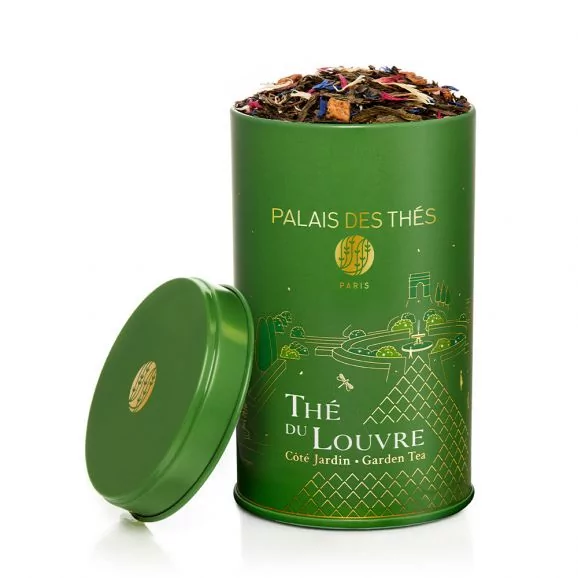 PALAIS DES THÉS
PARIS
THÉ
DU LOUVRE
Côté Jardin • Garden Tea